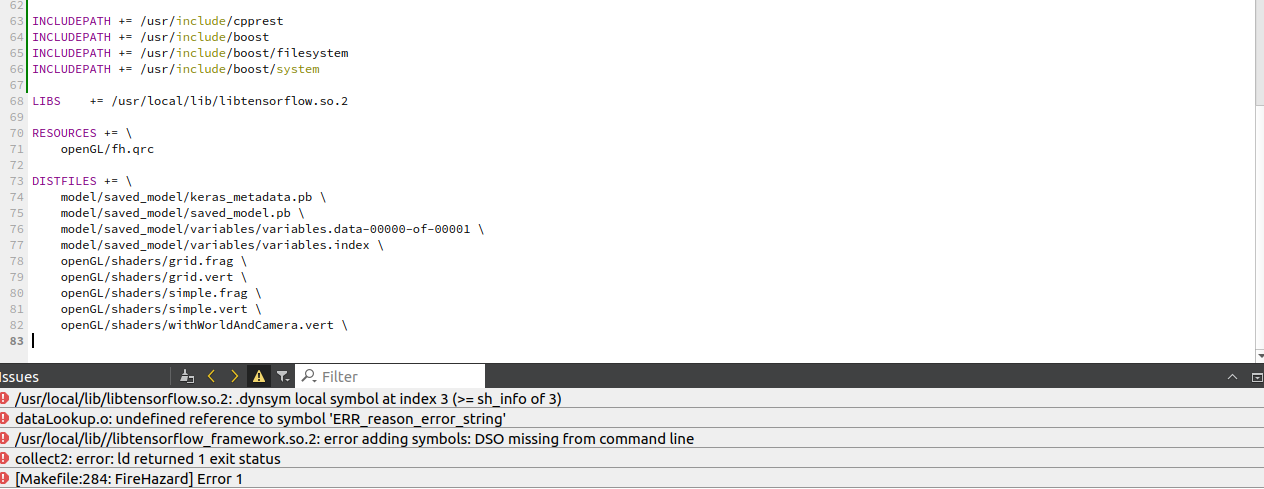 62
63 INCLUDEPATH += /usr/include/cpprest
64 INCLUDEPATH += /usr/include/boost
65 INCLUDEPATH += /usr/include/boost/filesystem
66 INCLUDEPATH += /usr/include/boost/system
67
68 LIBS    += /usr/local/lib/libtensorflow.so.2
69
70 RESOURCES += \
71     openGL/fh.qrc
72
73 DISTFILES += \
74     model/saved_model/keras_metadata.pb \
75     model/saved_model/saved_model.pb \
76     model/saved_model/variables/variables.data-00000-of-00001 \
77     model/saved_model/variables/variables.index \
78     openGL/shaders/grid.frag \
79     openGL/shaders/grid.vert \
80     openGL/shaders/simple.frag \
81     openGL/shaders/simple.vert \
82     openGL/shaders/withWorldAndCamera.vert \
83
Issues Filter
/usr/local/lib/libtensorflow.so.2: .dynsym local symbol at index 3 (>= sh_info of 3)
dataLookup.o: undefined reference to symbol 'ERR_reason_error_string'
/usr/local/lib//libtensorflow_framework.so.2: error adding symbols: DSO missing from command line
collect2: error: ld returned 1 exit status
[Makefile:284: FireHazard] Error 1